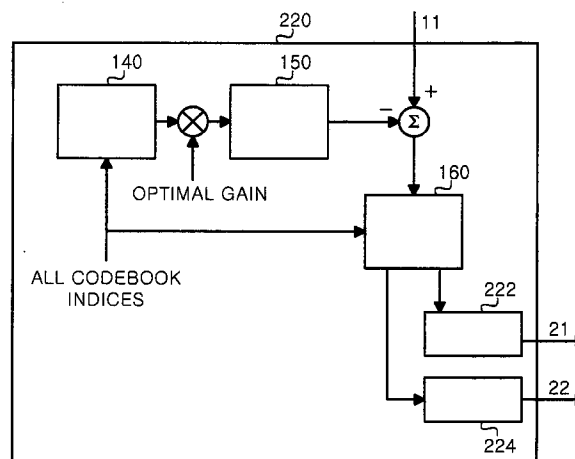 220
11
140
150
+
−
Σ
OPTIMAL GAIN
160
ALL CODEBOOK
INDICES
222
21
22
224